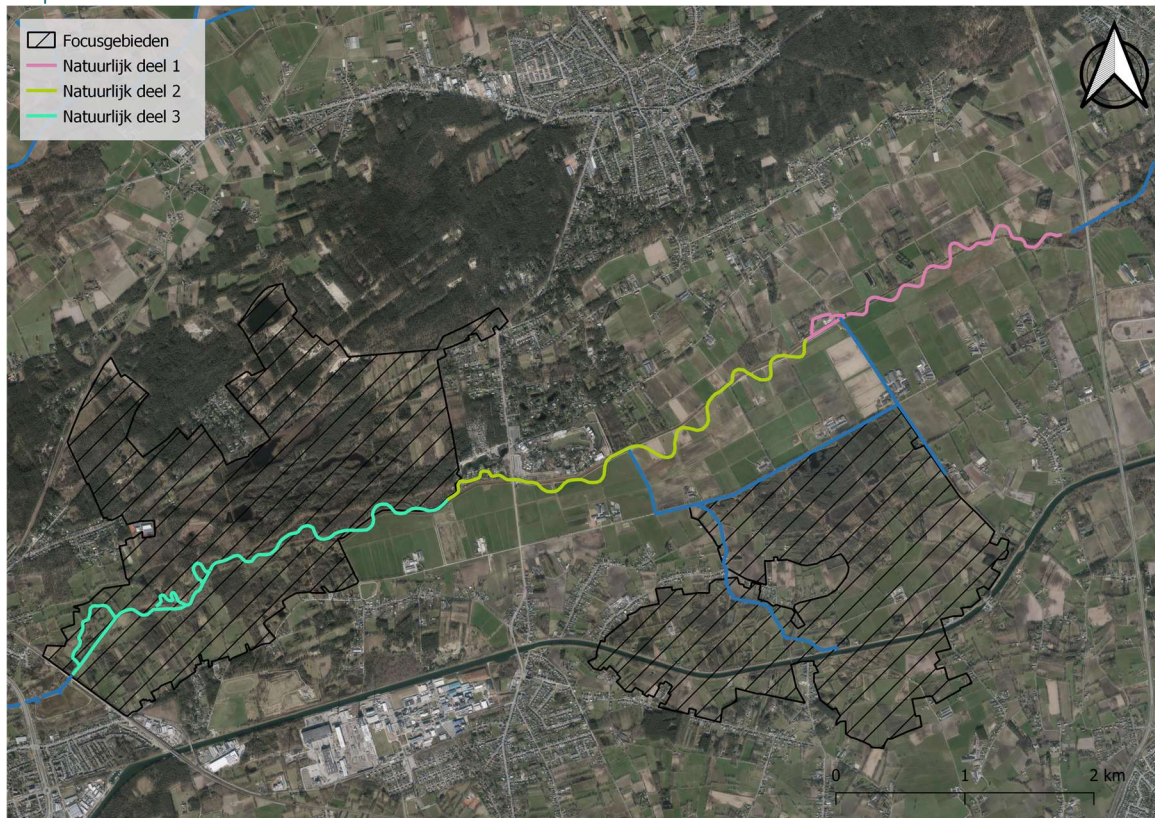 Focusgebieden
Natuurlijk deel 1
Natuurlijk deel 2
Natuurlijk deel 3
0 1 2 km